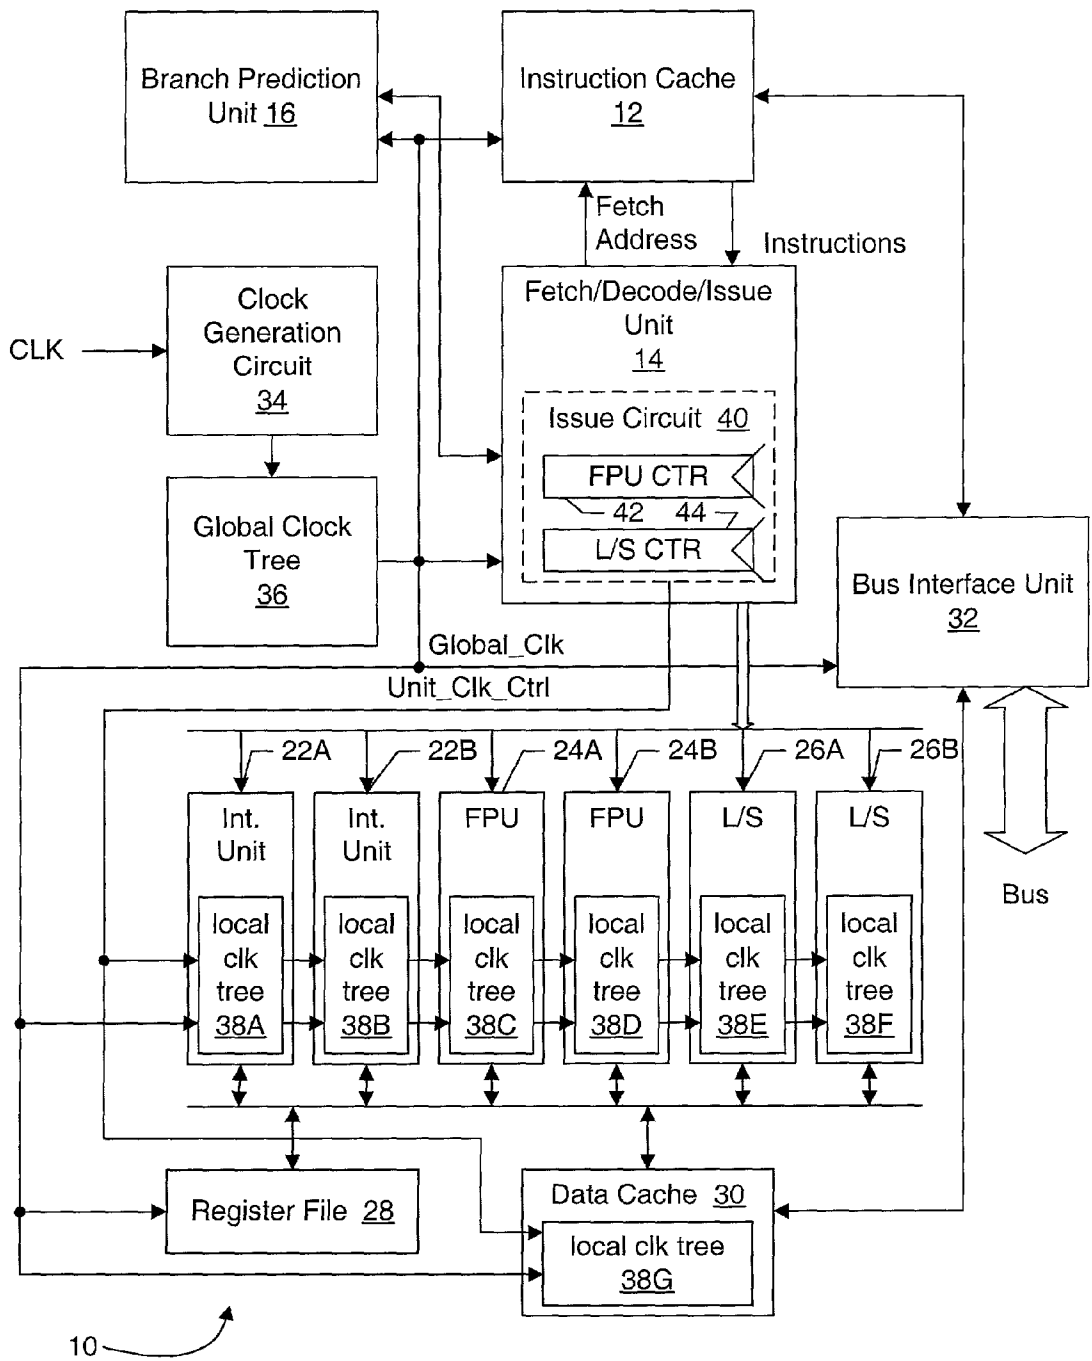 Branch Prediction
Unit 16
Instruction Cache
12
Fetch
Address
Instructions
Clock
Generation
Circuit
34
CLK
Fetch/Decode/Issue
Unit
14
Issue Circuit 40
FPU CTR
42 44
L/S CTR
Global Clock
Tree
36
Bus Interface Unit
32
Global_Clk
Unit_Clk_Ctrl
22A
22B
24A
24B
26A
26B
Int.
Unit
Int.
Unit
FPU
FPU
L/S
L/S
Bus
local
clk
tree
38A
local
clk
tree
38B
local
clk
tree
38C
local
clk
tree
38D
local
clk
tree
38E
local
clk
tree
38F
Register File 28
Data Cache 30
local clk tree
38G
10